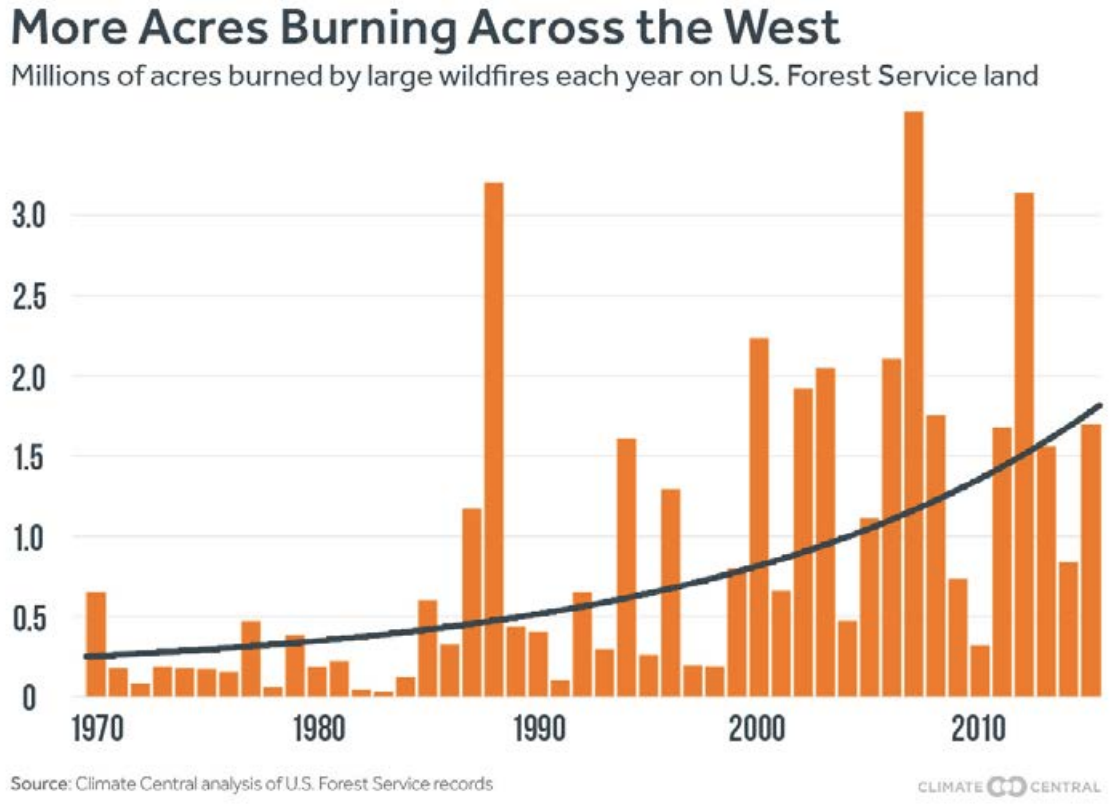 More Acres Burning Across the West
Millions of acres burned by large wildfires each year on U.S. Forest Service land
3.0
2.5
2.0
1.5
1.0
0.5
0
1970 1980 1990 2000 2010
Source: Climate Central analysis of U.S. Forest Service records
CLIMATE CENTRAL